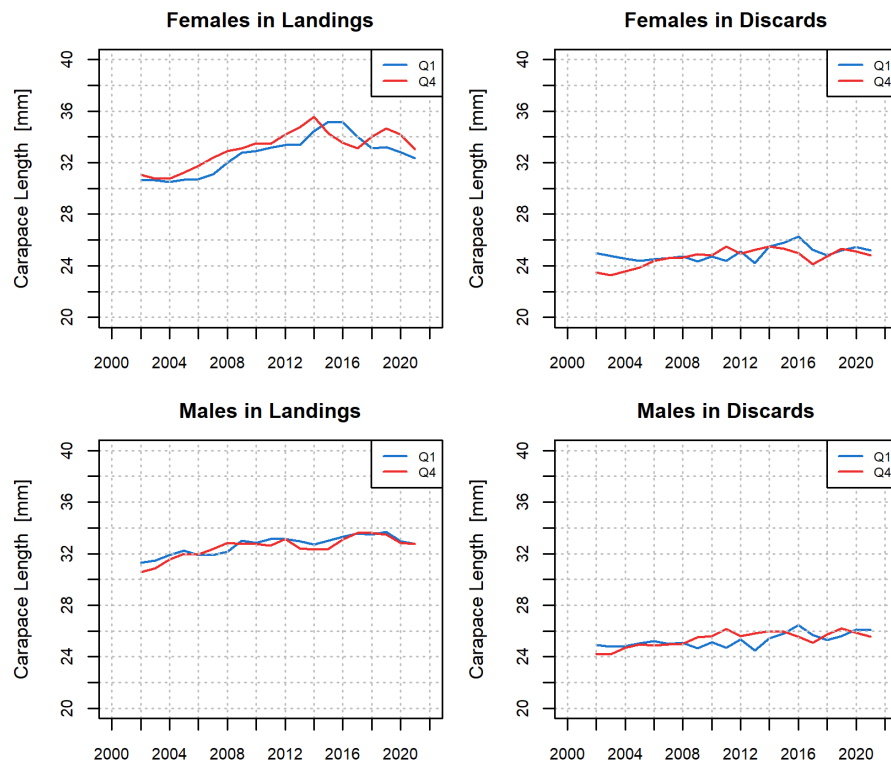 Females in Landings
Carapace Length [mm]
40
36
32
28
24
20
Q1
Q4
2000 2004 2008 2012 2016 2020
Females in Discards
Carapace Length [mm]
40
36
32
28
24
20
Q1
Q4
2000 2004 2008 2012 2016 2020
Males in Landings
Carapace Length [mm]
40
36
32
28
24
20
Q1
Q4
2000 2004 2008 2012 2016 2020
Males in Discards
Carapace Length [mm]
40
36
32
28
24
20
Q1
Q4
2000 2004 2008 2012 2016 2020